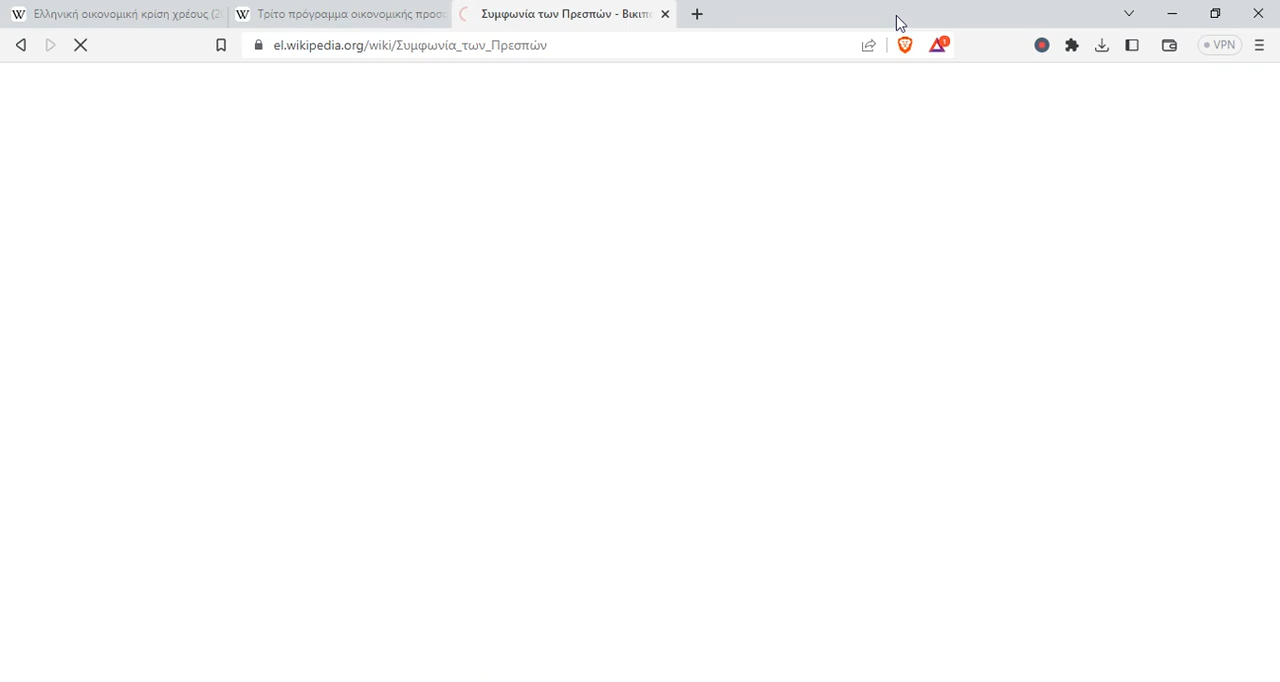 Ελληνική οικονομική κρίση χρέους (2
Τρίτο πρόγραμμα οικονομικής προσ
Συμφωνία των Πρεσπών - Βικιπ
el.wikipedia.org/wiki/Συμφωνία_των_Πρεσπών
1
VPN